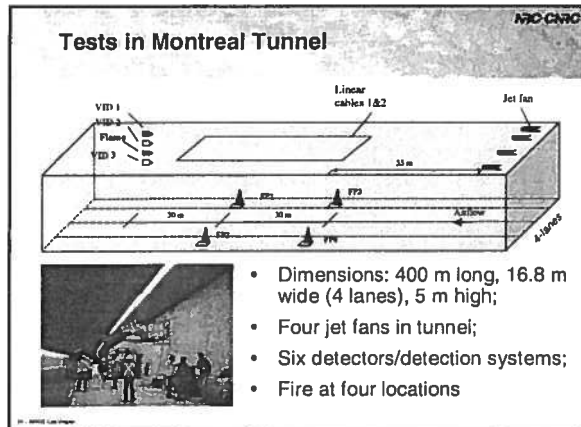 NRC-CNRC
Tests in Montreal Tunnel
Linear
cables 1&2
Jet fan
VID 1
VID 2
Flame
VID 3
35 m
FP1
FP3
30 m
30 m
Airflow
FP2
FP4
4-lanes
• Dimensions: 400 m long, 16.8 m
wide (4 lanes), 5 m high;
• Four jet fans in tunnel;
• Six detectors/detection systems;
• Fire at four locations